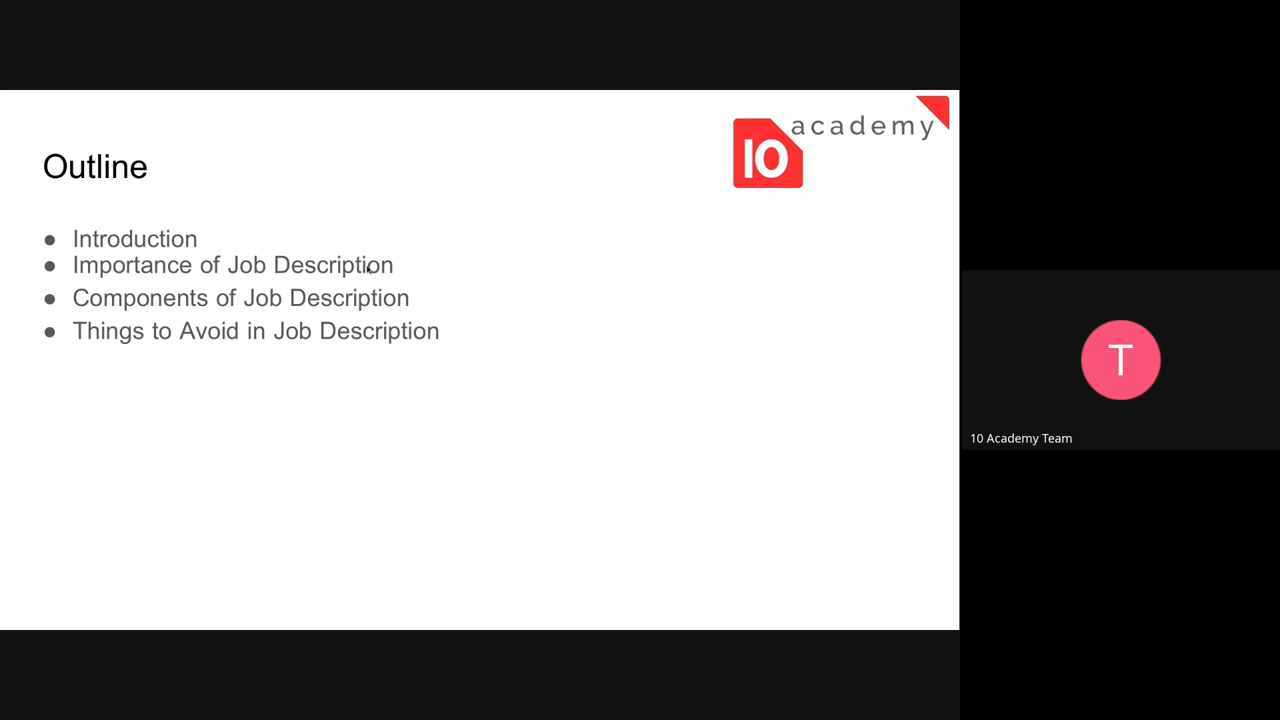 10 academy
Outline
● Introduction
● Importance of Job Description
● Components of Job Description
● Things to Avoid in Job Description
T
10 Academy Team